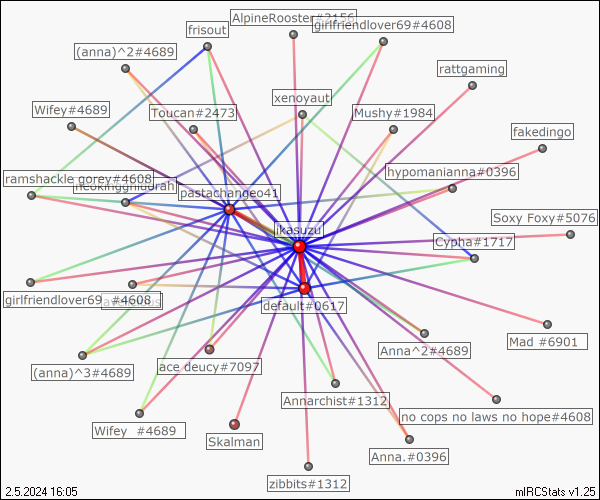 AlpineRooster#2156
girlfriendlover69#4608
frisout
(anna)^2#4689
rattgaming
xenoyaut
Wifey#4689
Toucan#2473
Mushy#1984
fakedingo
hypomanianna#0396
ramshackle gorey#4608
neokingghidorah
pastachangeo41
Soxy Foxy#5076
ikasuzu
Cypha#1717
girlfriendlover69 #4608
default#0617
Mad #6901
Anna^2#4689
(anna)^3#4689
ace deucy#7097
Annarchist#1312
no cops no laws no hope#4608
Wifey #4689
Skalman
Anna.#0396
zibbits#1312
2.5.2024 16:05
mIRCStats v1.25